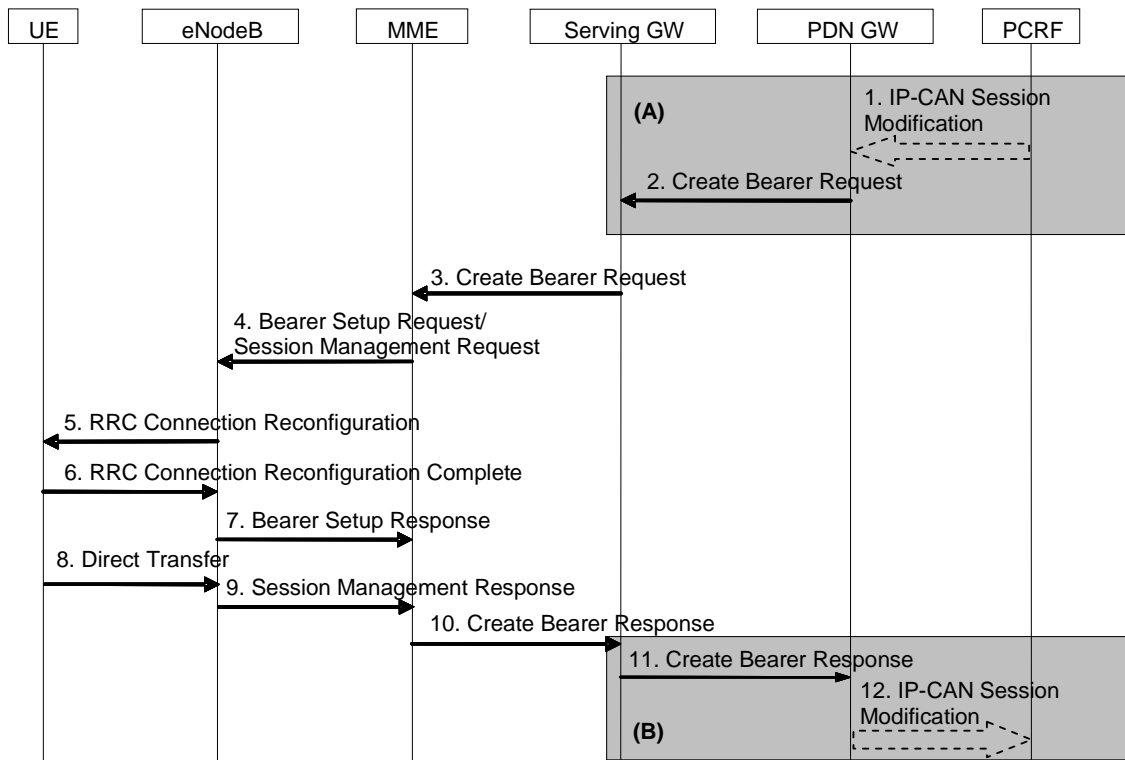 UE
eNodeB
MME
Serving GW
PDN GW
PCRF
(A)
1. IP-CAN Session
Modification
2. Create Bearer Request
3. Create Bearer Request
4. Bearer Setup Request/
Session Management Request
5. RRC Connection Reconfiguration
6. RRC Connection Reconfiguration Complete
7. Bearer Setup Response
8. Direct Transfer
9. Session Management Response
10. Create Bearer Response
11. Create Bearer Response
12. IP-CAN Session
Modification
(B)